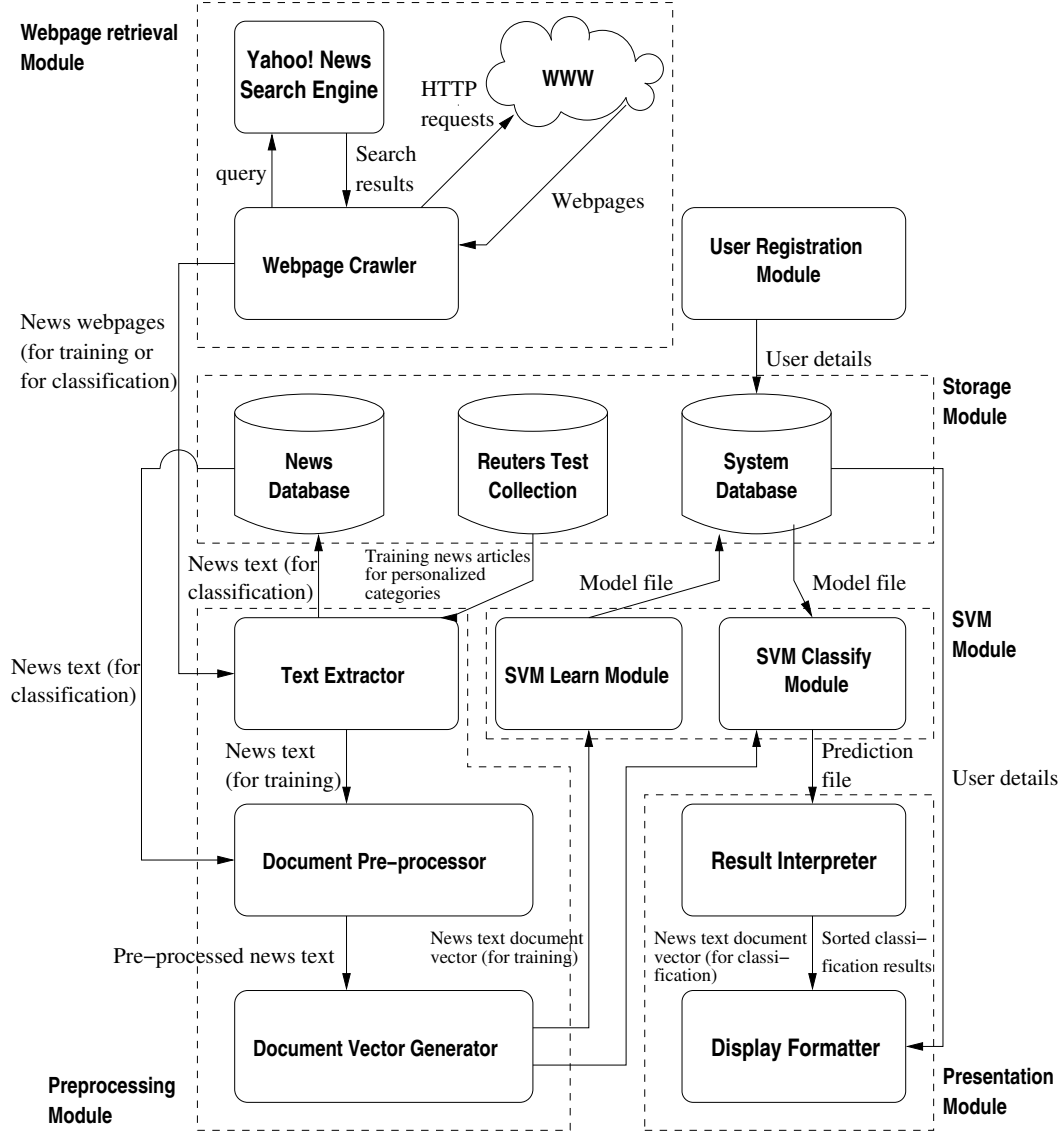 Webpage retrieval
Module
Yahoo! News
Search Engine
WWW
HTTP
requests
query
Search
results
Webpages
Webpage Crawler
User Registration
Module
News webpages
(for training or
for classification)
User details
Storage
Module
News
Database
Reuters Test
Collection
System
Database
News text (for
classification)
Training news articles
for personalized
categories
Model file
Model file
SVM
Module
News text (for
classification)
Text Extractor
SVM Learn Module
SVM Classify
Module
News text
(for training)
Prediction
file
User details
Document Pre−processor
Result Interpreter
Pre−processed news text
News text document
vector (for training)
News text document
vector (for classi−
fication)
Sorted classi−
fication results
Document Vector Generator
Display Formatter
Preprocessing
Module
Presentation
Module